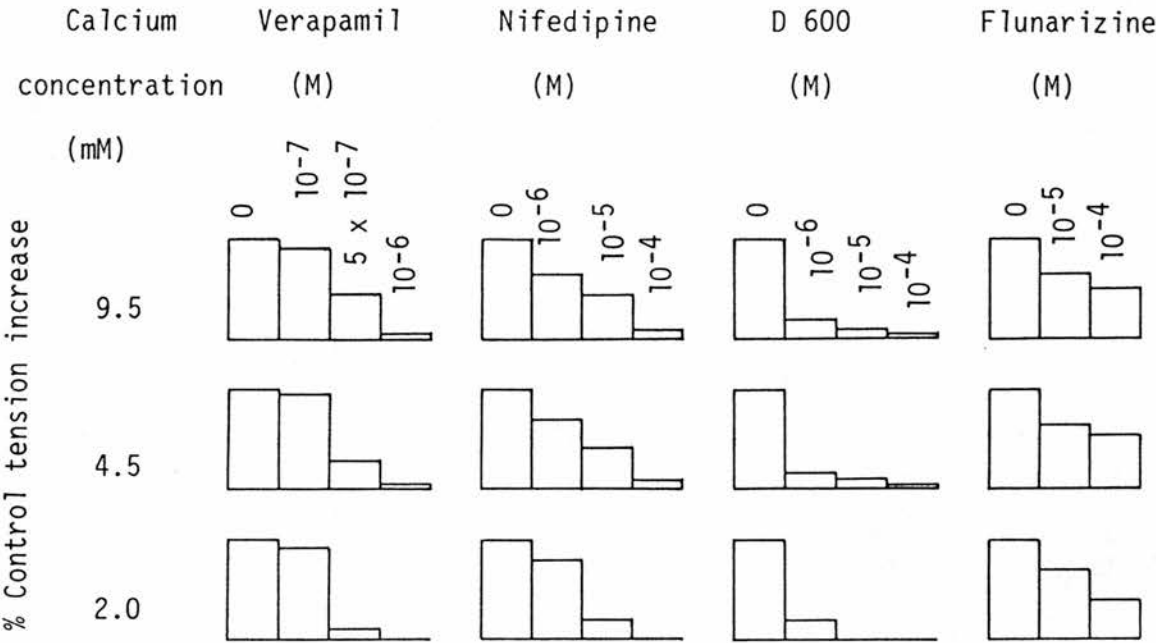 Calcium Verapamil Nifedipine D 600 Flunarizine
concentration (M) (M) (M) (M)
(mM)
0 10-7 5 x 10-7 10-6 0 10-6 10-5 10-4 0 10-6 10-5 10-4 0 10-5 10-4
% Control tension increase
9.5
4.5
2.0